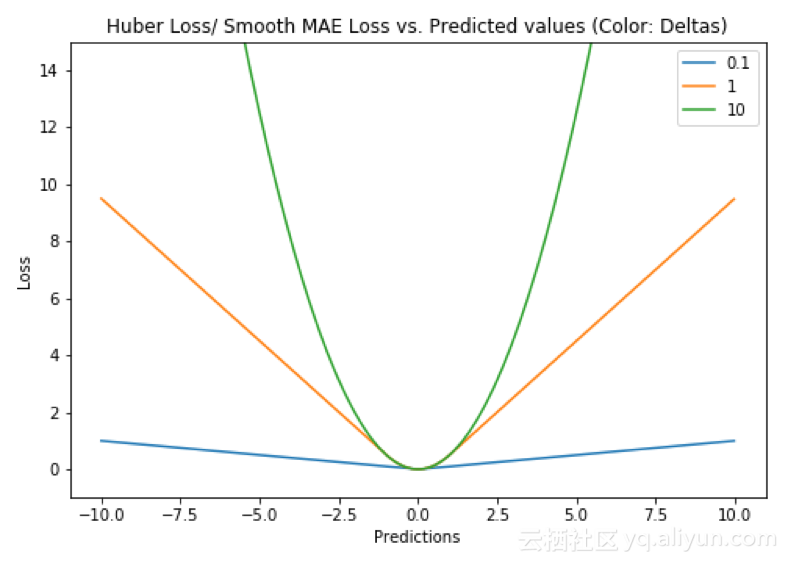 Huber Loss/ Smooth MAE Loss vs. Predicted values (Color: Deltas)
0.1
1
10
14
12
10
8
6
4
2
0
Loss
−10.0 −7.5 −5.0 −2.5 0.0 2.5 5.0 7.5 10.0
Predictions
云栖社区 yq.aliyun.com